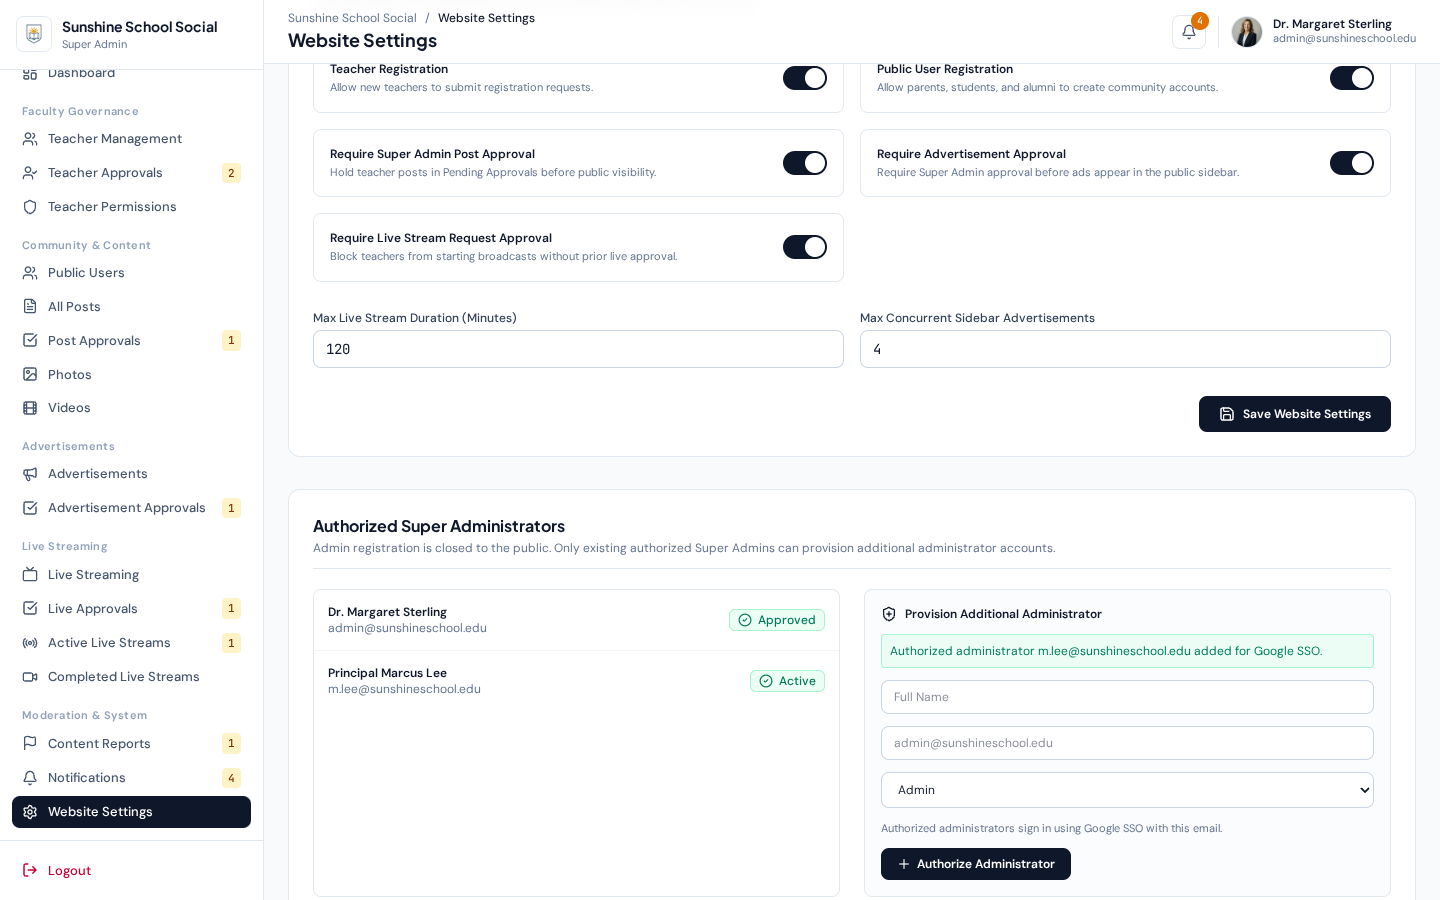 Sunshine School Social
Super Admin
Dashboard
Faculty Governance
Teacher Management
Teacher Approvals
2
Teacher Permissions
Community & Content
Public Users
All Posts
Post Approvals
1
Photos
Videos
Advertisements
Advertisements
Advertisement Approvals
1
Live Streaming
Live Streaming
Live Approvals
1
Active Live Streams
1
Completed Live Streams
Moderation & System
Content Reports
1
Notifications
4
Website Settings
Logout
Sunshine School Social / Website Settings
Website Settings
4
Dr. Margaret Sterling
admin@sunshineschool.edu
Teacher Registration
Allow new teachers to submit registration requests.
Public User Registration
Allow parents, students, and alumni to create community accounts.
Require Super Admin Post Approval
Hold teacher posts in Pending Approvals before public visibility.
Require Advertisement Approval
Require Super Admin approval before ads appear in the public sidebar.
Require Live Stream Request Approval
Block teachers from starting broadcasts without prior live approval.
Max Live Stream Duration (Minutes)
120
Max Concurrent Sidebar Advertisements
4
Save Website Settings
Authorized Super Administrators
Admin registration is closed to the public. Only existing authorized Super Admins can provision additional administrator accounts.
Dr. Margaret Sterling
admin@sunshineschool.edu
Approved
Principal Marcus Lee
m.lee@sunshineschool.edu
Active
Provision Additional Administrator
Authorized administrator m.lee@sunshineschool.edu added for Google SSO.
Full Name
admin@sunshineschool.edu
Admin
Authorized administrators sign in using Google SSO with this email.
Authorize Administrator